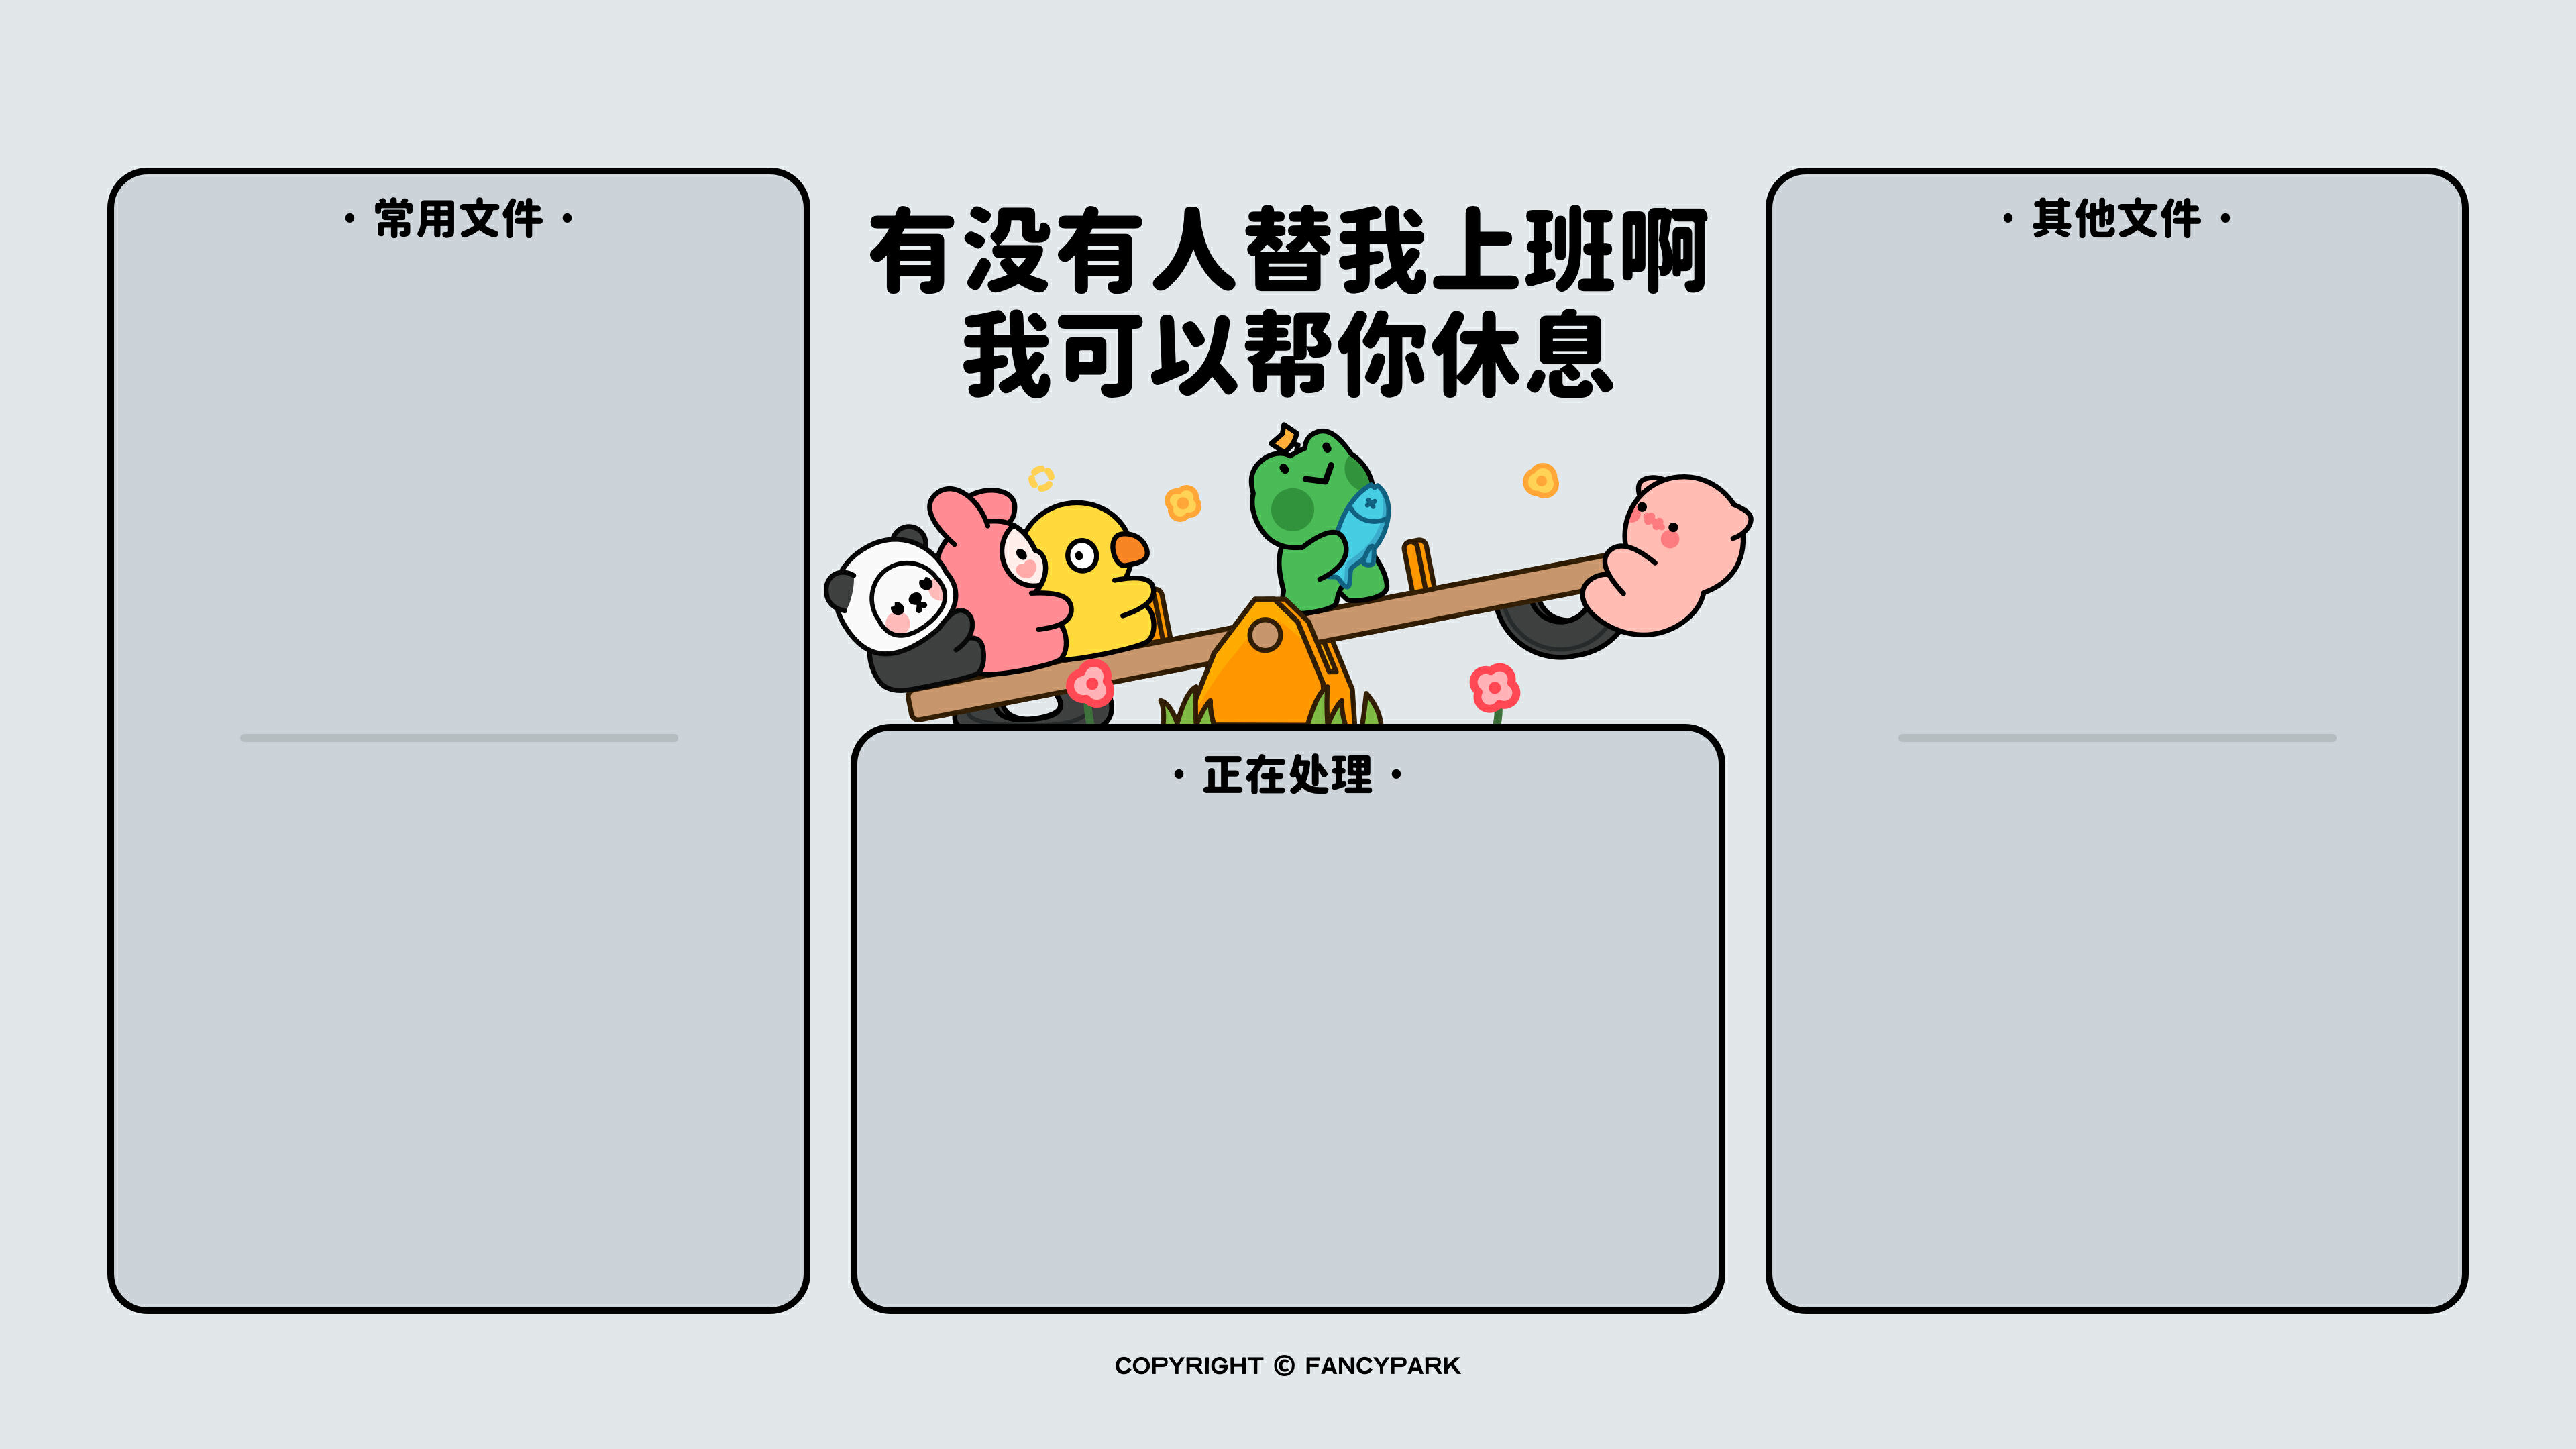 · 常用文件 ·
有没有人替我上班啊
我可以帮你休息
· 其他文件 ·
· 正在处理 ·
COPYRIGHT © FANCYPARK